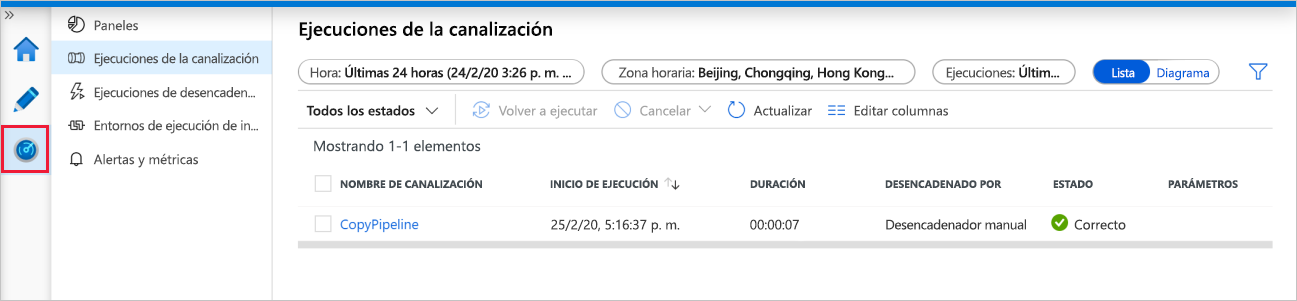 Paneles
Ejecuciones de la canalización
Ejecuciones de desencaden...
Entornos de ejecución de in...
Alertas y métricas
Ejecuciones de la canalización
Hora: Últimas 24 horas (24/2/20 3:26 p. m. ... Zona horaria: Beijing, Chongqing, Hong Kong... Ejecuciones: Últim... Lista Diagrama
Todos los estados Volver a ejecutar Cancelar Actualizar Editar columnas
Mostrando 1-1 elementos
NOMBRE DE CANALIZACIÓN INICIO DE EJECUCIÓN DURACIÓN DESENCADENADO POR ESTADO PARÁMETROS
CopyPipeline 25/2/20, 5:16:37 p. m. 00:00:07 Desencadenador manual Correcto